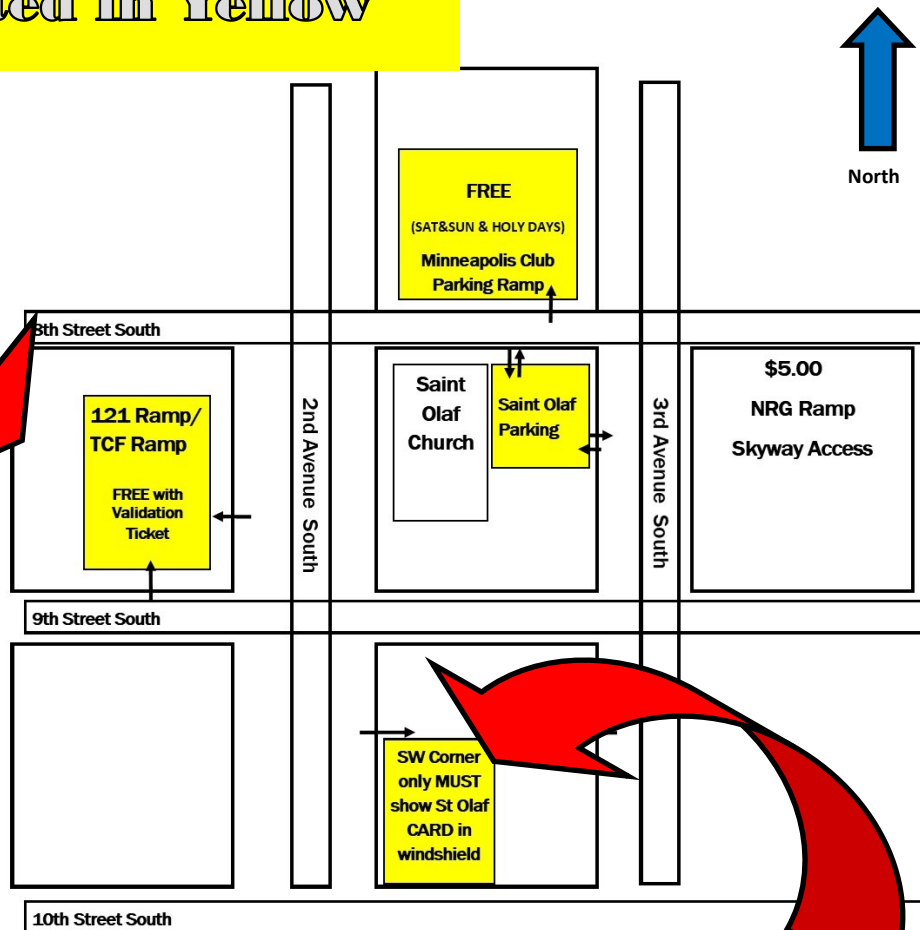 in Yellow
North
FREE
(SAT&SUN & HOLY DAYS)
Minneapolis Club
Parking Ramp
8th Street South
121 Ramp/
TCF Ramp
FREE with
Validation
Ticket
2nd Avenue South
Saint
Olaf
Church
Saint Olaf
Parking
3rd Avenue South
$5.00
NRG Ramp
Skyway Access
9th Street South
SW Corner
only MUST
show St Olaf
CARD in
windshield
10th Street South